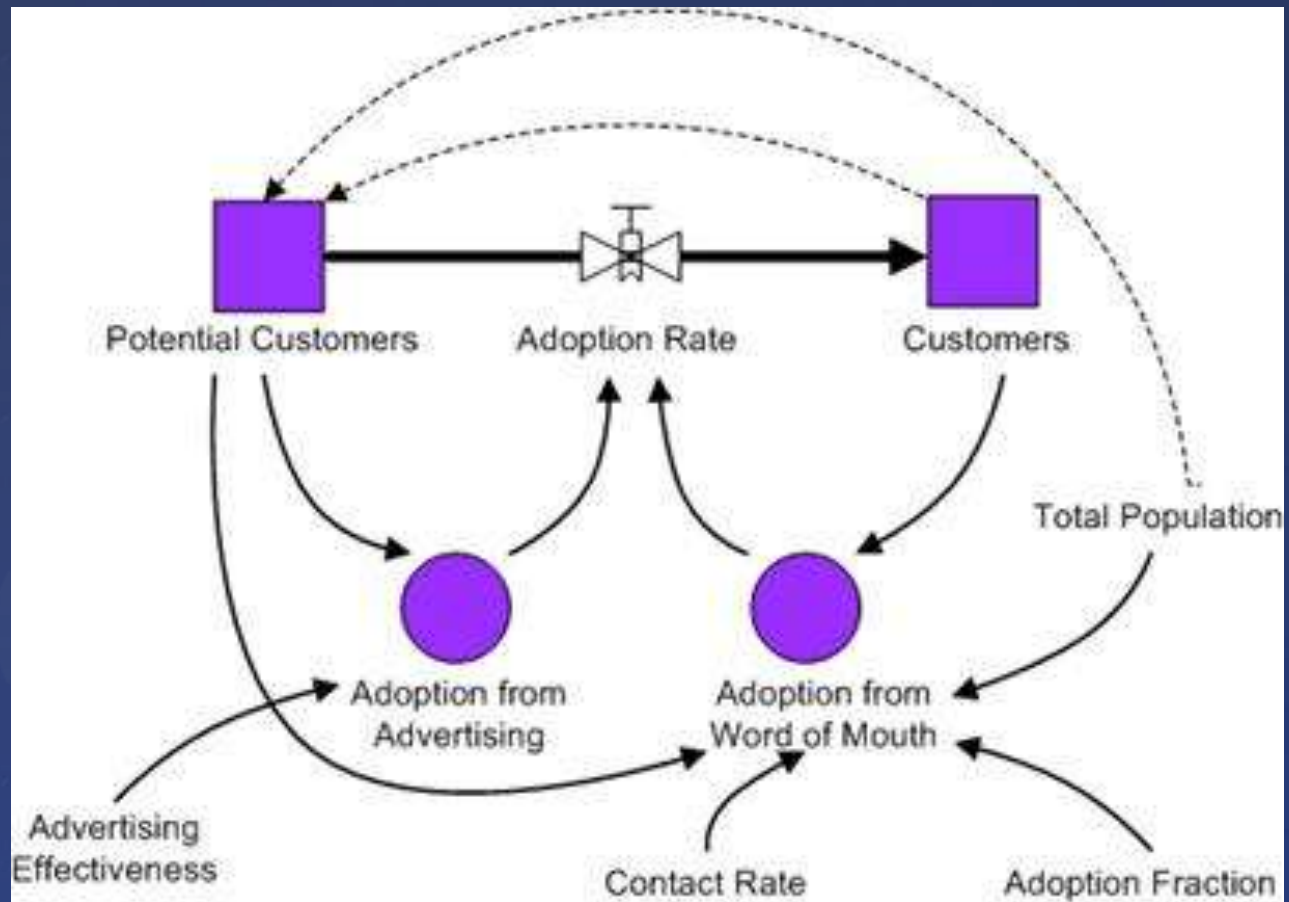 Potential Customers
Adoption Rate
Customers
Total Population
Adoption from
Advertising
Adoption from
Word of Mouth
Advertising
Effectiveness
Contact Rate
Adoption Fraction